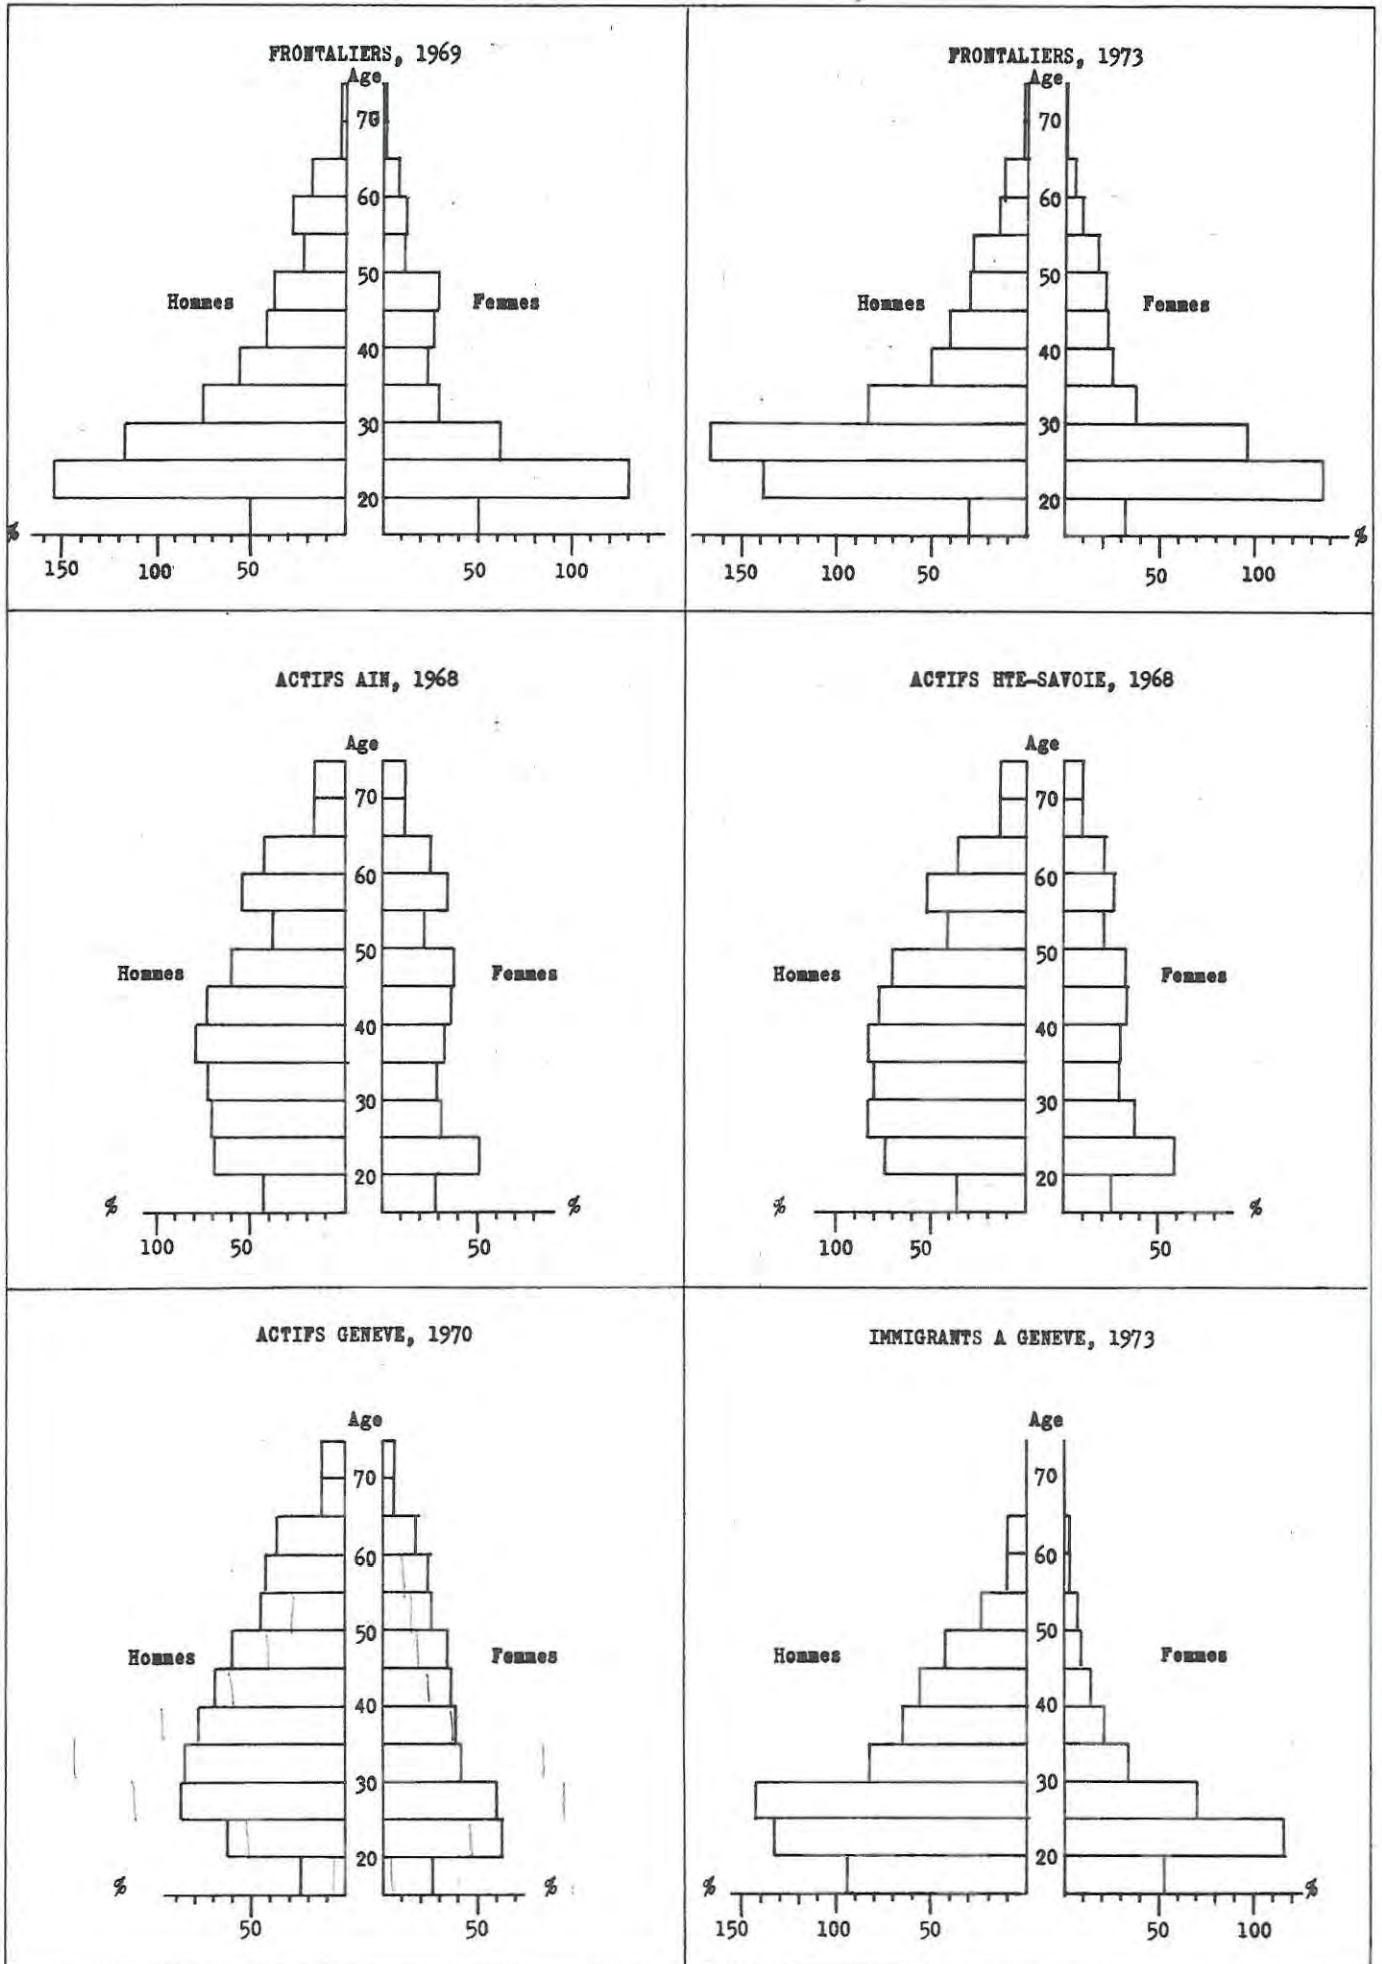 FRONTALIERS, 1969
Age
70
60
50
Hommes
Femmes
40
30
20
%
150 100 50 50 100
FRONTALIERS, 1973
Age
70
60
50
Hommes
Femmes
40
30
20
%
150 100 50 50 100
ACTIFS AIN, 1968
Age
70
60
50
Hommes
Femmes
40
30
20
% %
100 50 50
ACTIFS HTE-SAVOIE, 1968
Age
70
60
50
Hommes
Femmes
40
30
20
% %
100 50 50
ACTIFS GENEVE, 1970
Age
70
60
50
Hommes
Femmes
40
30
20
% %
50 50
IMMIGRANTS A GENEVE, 1973
Age
70
60
50
Hommes
Femmes
40
30
20
% %
150 100 50 50 100